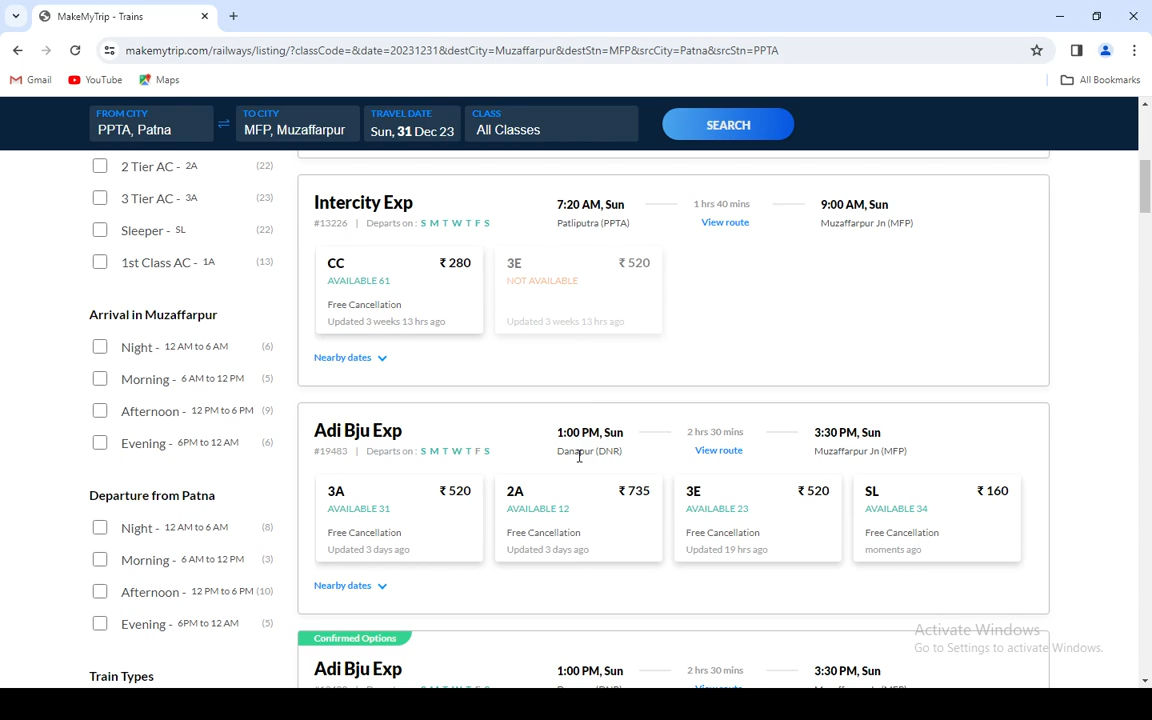 MakeMyTrip - Trains
makemytrip.com/railways/listing/?classCode=&date=20231231&destCity=Muzaffarpur&destStn=MFP&srcCity=Patna&srcStn=PPTA
Gmail YouTube Maps All Bookmarks
FROM CITY TO CITY TRAVEL DATE CLASS
PPTA, Patna MFP, Muzaffarpur Sun, 31 Dec 23 All Classes SEARCH
2 Tier AC - 2A (22)
3 Tier AC - 3A (23)
Sleeper - SL (22)
1st Class AC - 1A (13)
Arrival in Muzaffarpur
Night - 12 AM to 6 AM (6)
Morning - 6 AM to 12 PM (5)
Afternoon - 12 PM to 6 PM (9)
Evening - 6PM to 12 AM (6)
Departure from Patna
Night - 12 AM to 6 AM (8)
Morning - 6 AM to 12 PM (3)
Afternoon - 12 PM to 6 PM (10)
Evening - 6PM to 12 AM (5)
Train Types
Intercity Exp 7:20 AM, Sun 1 hrs 40 mins 9:00 AM, Sun
#13226 | Departs on : S M T W T F S Patliputra (PPTA) View route Muzaffarpur Jn (MFP)
CC ₹ 280 3E ₹ 520
AVAILABLE 61 NOT AVAILABLE
Free Cancellation
Updated 3 weeks 13 hrs ago Updated 3 weeks 13 hrs ago
Nearby dates
Adi Bju Exp 1:00 PM, Sun 2 hrs 30 mins 3:30 PM, Sun
#19483 | Departs on : S M T W T F S Danapur (DNR) View route Muzaffarpur Jn (MFP)
3A ₹ 520 2A ₹ 735 3E ₹ 520 SL ₹ 160
AVAILABLE 31 AVAILABLE 12 AVAILABLE 23 AVAILABLE 34
Free Cancellation Free Cancellation Free Cancellation Free Cancellation
Updated 3 days ago Updated 3 days ago Updated 19 hrs ago moments ago
Nearby dates
Confirmed Options
Adi Bju Exp 1:00 PM, Sun 2 hrs 30 mins 3:30 PM, Sun
Activate Windows
Go to Settings to activate Windows.